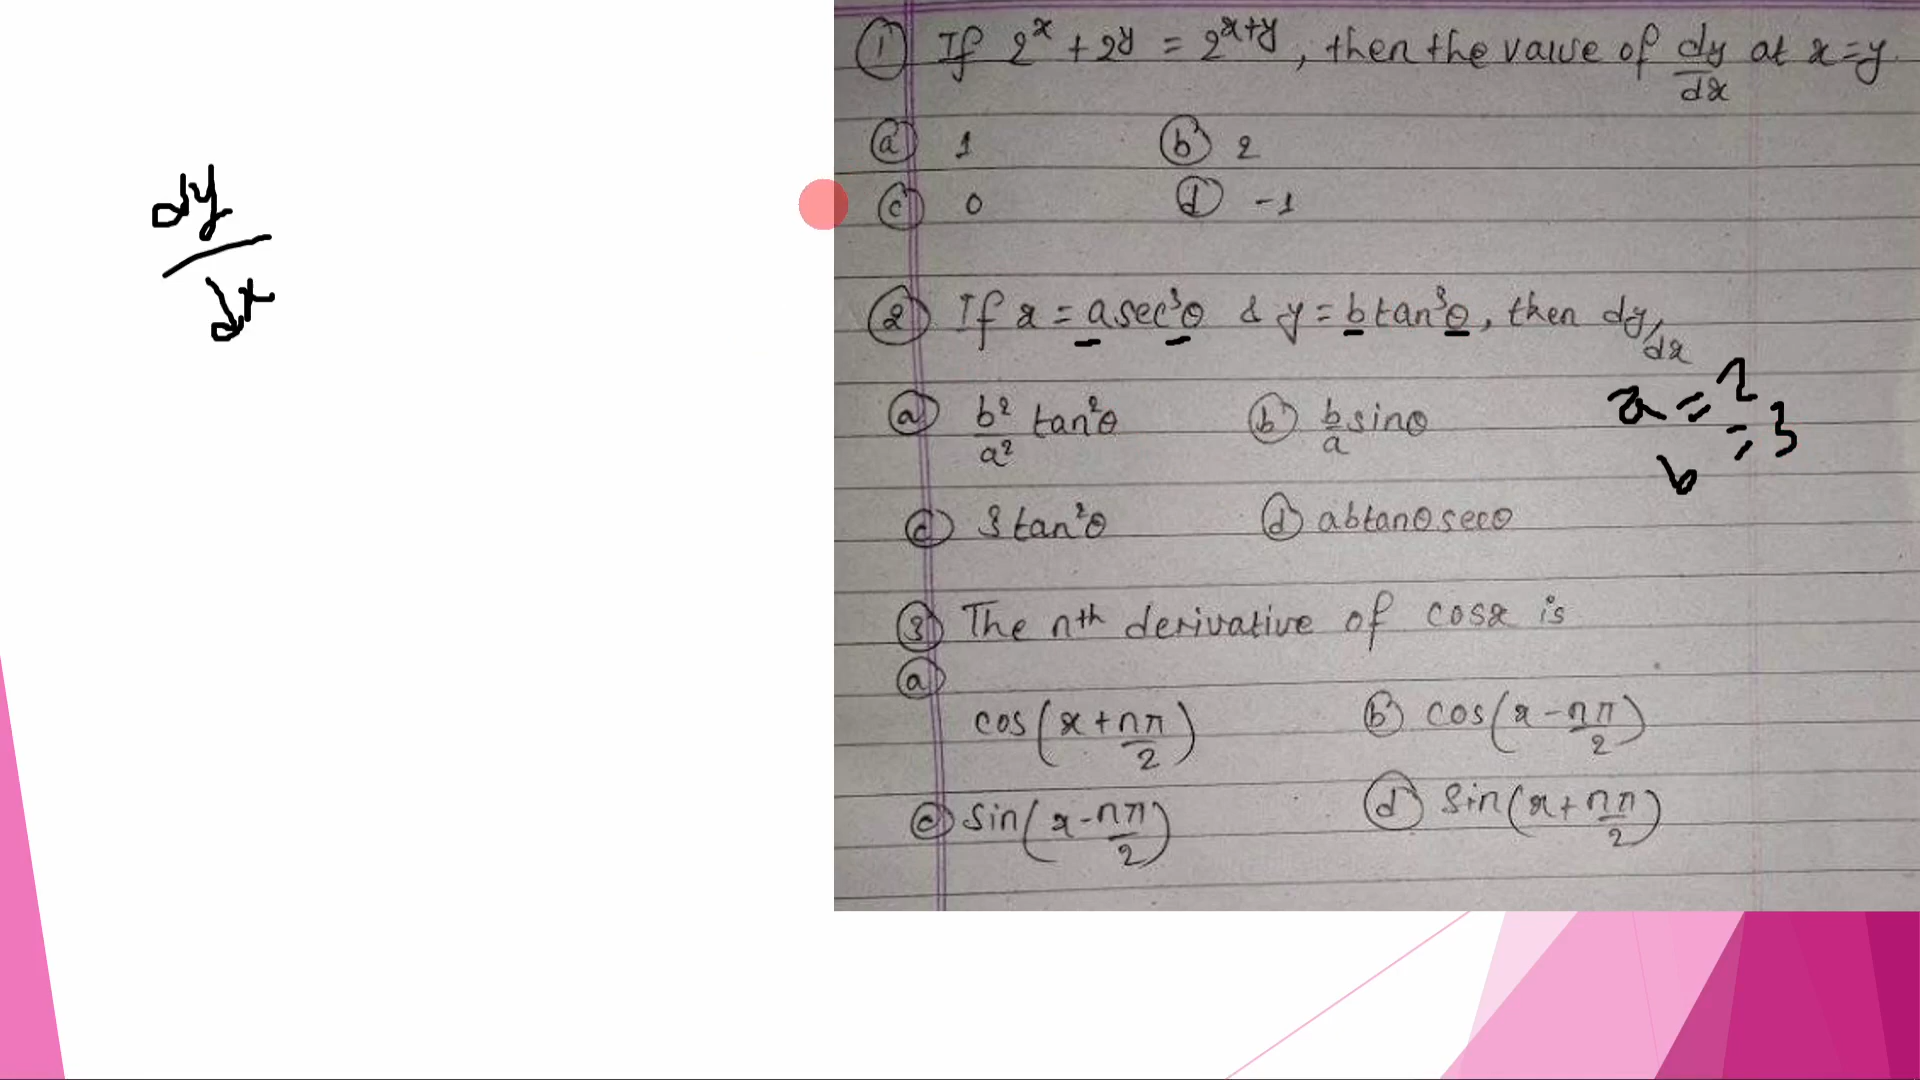 dy
dx
① If 2^x + 2^y = 2^(x+y), then the value of dy/dx at x=y.
ⓐ 1 ⓑ 2
ⓒ 0 ⓓ -1
② If x = a sec³θ & y = b tan³θ, then dy/dx
a = 2
b = 3
ⓐ b²/a² tan²θ ⓑ b/a sinθ
ⓒ 3 tan²θ ⓓ ab tanθ secθ
③ The nth derivative of cosx is
ⓐ cos(x + nπ/2) ⓑ cos(x - nπ/2)
ⓒ sin(x - nπ/2) ⓓ sin(x + nπ/2)